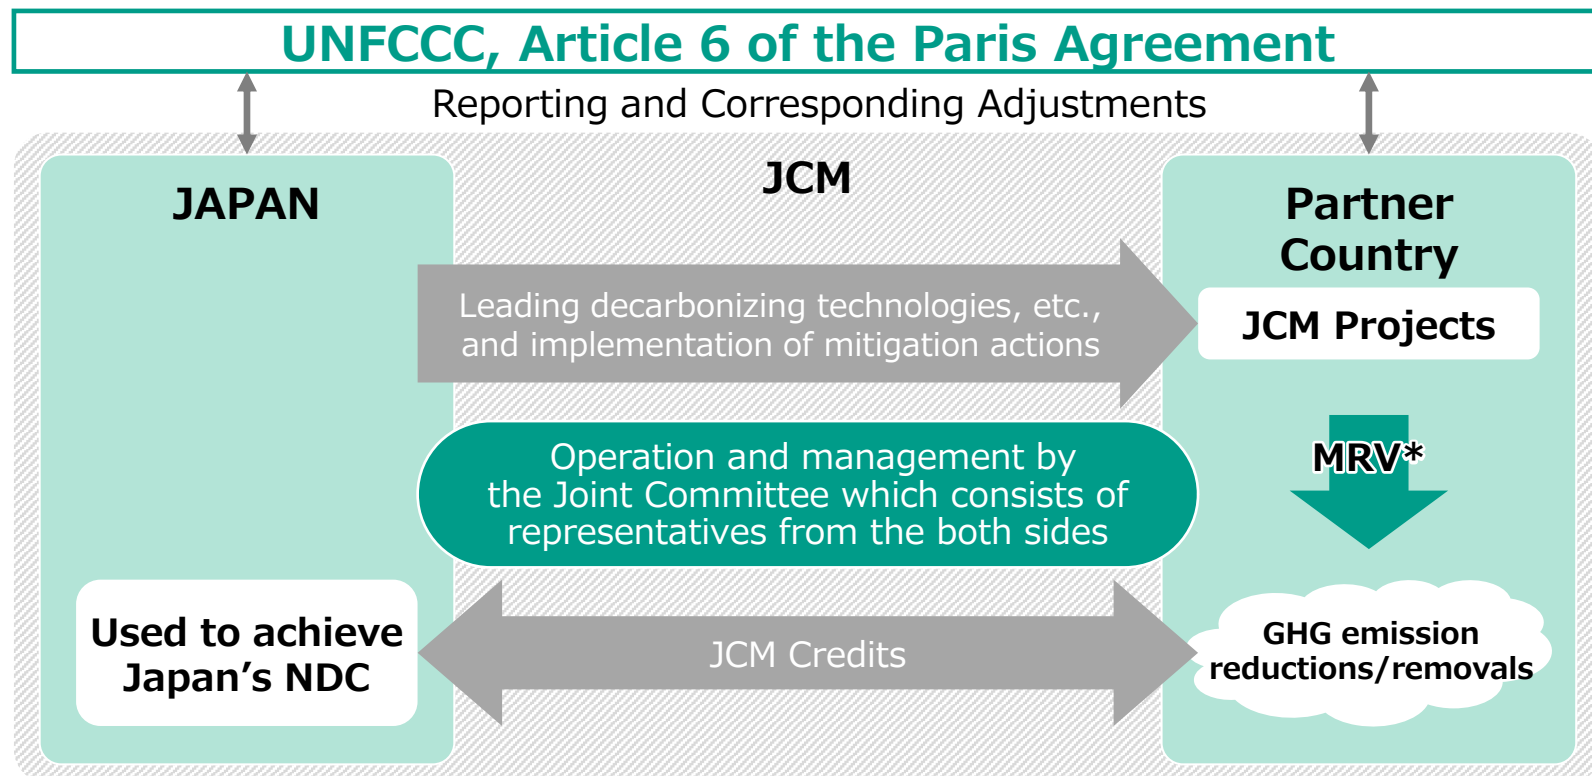 UNFCCC, Article 6 of the Paris Agreement
Reporting and Corresponding Adjustments
JCM
JAPAN
Partner
Country
Leading decarbonizing technologies, etc.,
and implementation of mitigation actions
JCM Projects
Operation and management by
the Joint Committee which consists of
representatives from the both sides
MRV*
Used to achieve
Japan’s NDC
JCM Credits
GHG emission
reductions/removals